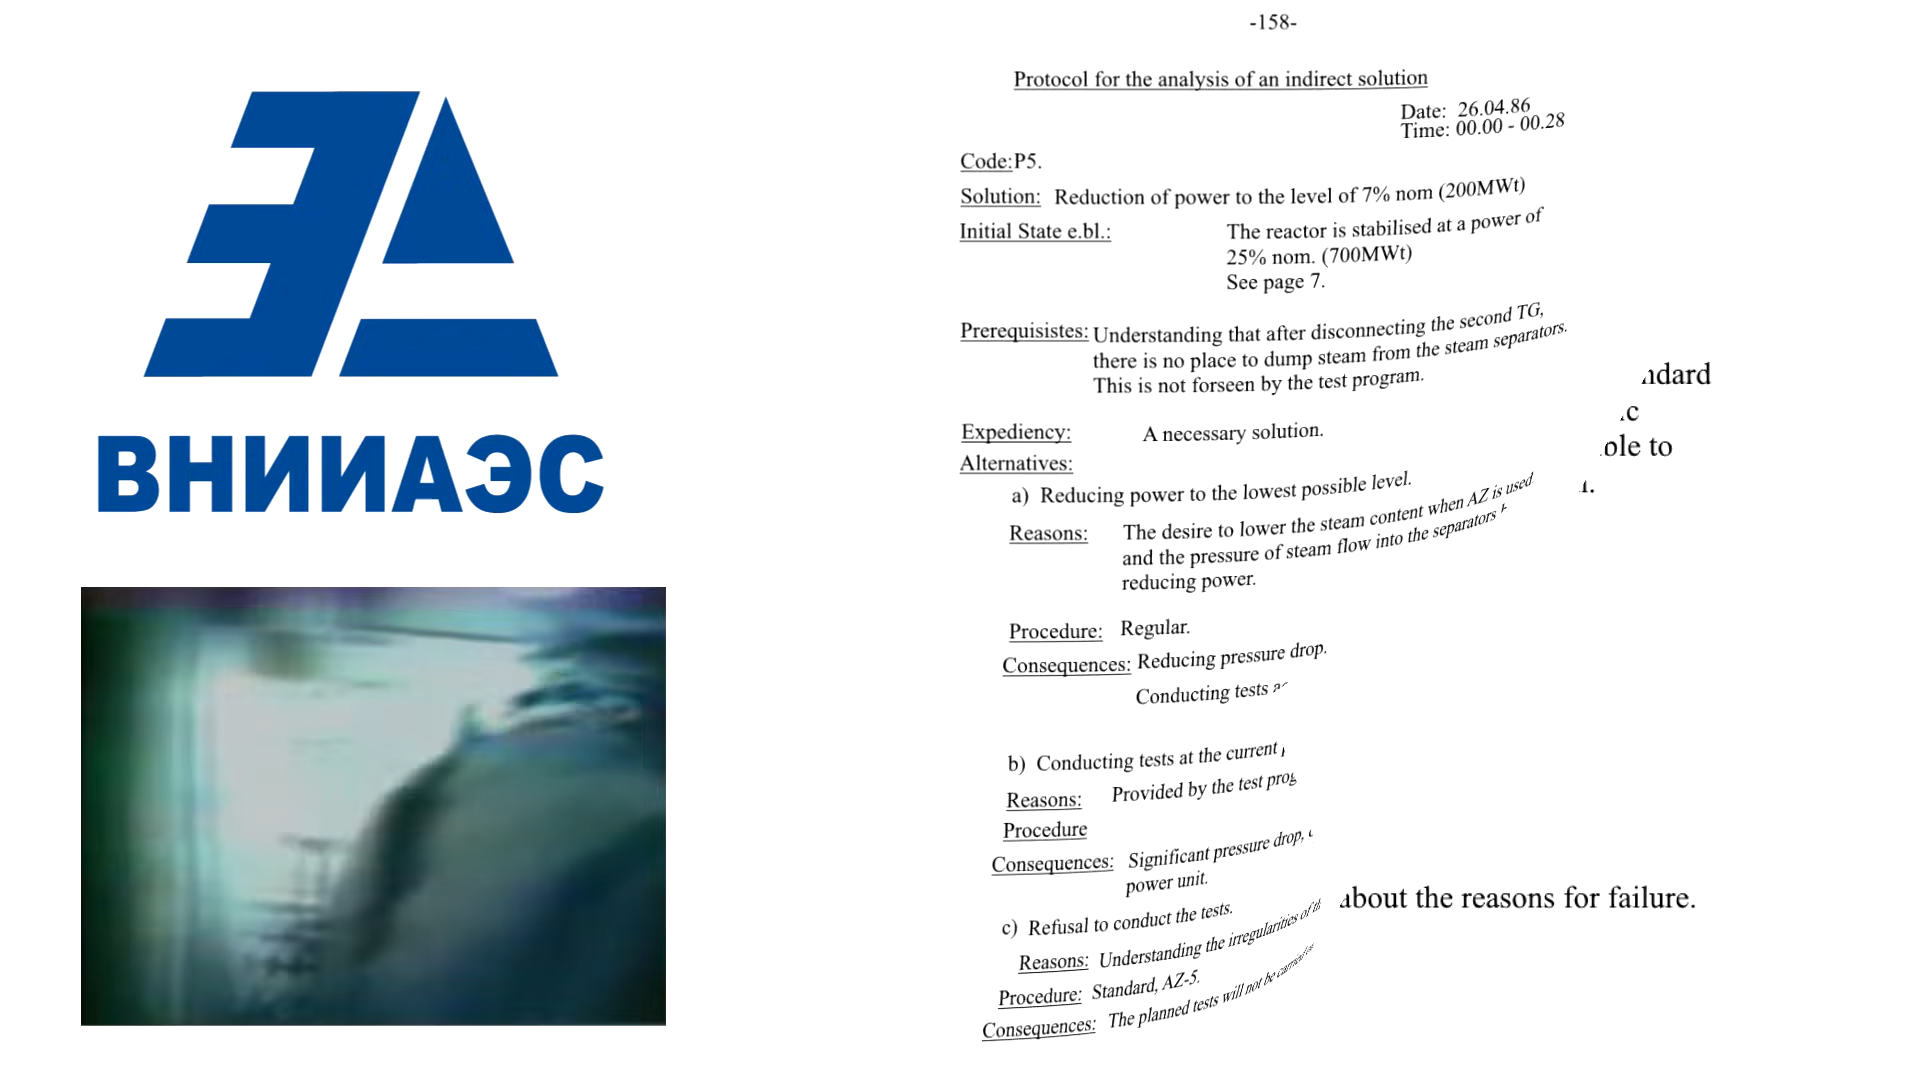 ВНИИАЭС
-158-
Protocol for the analysis of an indirect solution
Date: 26.04.86
Time: 00.00 - 00.28
Code:P5.
Solution: Reduction of power to the level of 7% nom (200MWt)
Initial State e.bl.: The reactor is stabilised at a power of
25% nom. (700MWt)
See page 7.
Prerequisistes: Understanding that after disconnecting the second TG,
there is no place to dump steam from the steam separators.
This is not forseen by the test program.
Expediency: A necessary solution.
Alternatives:
a) Reducing power to the lowest possible level.
Reasons: The desire to lower the steam content when AZ is used
and the pressure of steam flow into the separators
reducing power.
Procedure: Regular.
Consequences: Reducing pressure drop.
Conducting tests
b) Conducting tests at the current
Reasons: Provided by the test
Procedure
Consequences: Significant pressure drop,
power unit.
c) Refusal to conduct the tests.
Reasons: Understanding the irregularities of
about the reasons for failure.
Procedure: Standard, AZ-5.
Consequences: The planned tests will not be carried
to